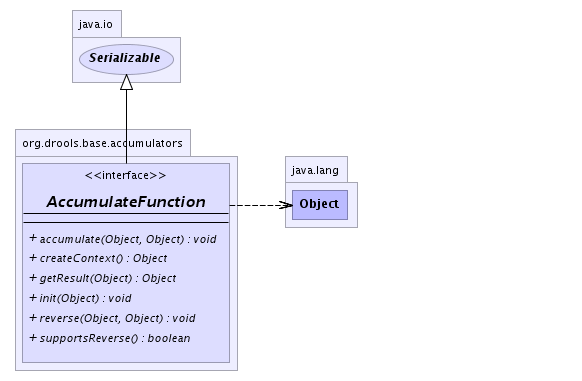 java.io
Serializable
org.drools.base.accumulators
<<interface>>
AccumulateFunction
+ accumulate(Object, Object) : void
+ createContext() : Object
+ getResult(Object) : Object
+ init(Object) : void
+ reverse(Object, Object) : void
+ supportsReverse() : boolean
java.lang
Object